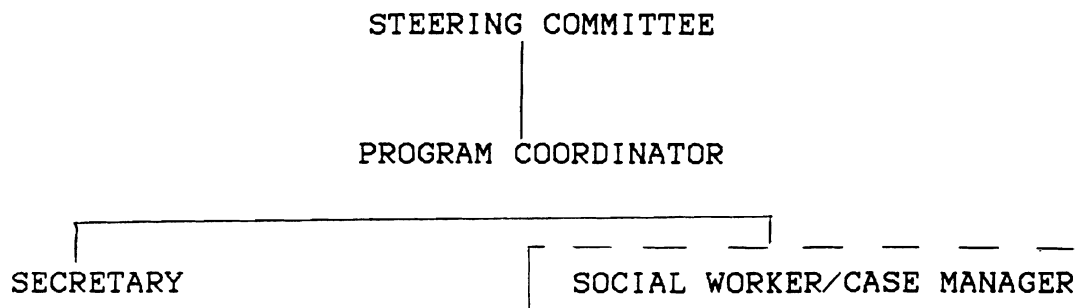 STEERING COMMITTEE
PROGRAM COORDINATOR
SECRETARY SOCIAL WORKER/CASE MANAGER